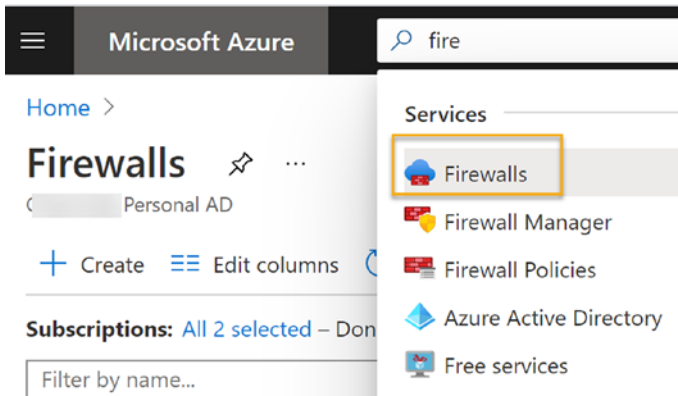 Microsoft Azure
fire
Home >
Services
Firewalls
Firewalls
...
Personal AD
Firewall Manager
+ Create
Edit columns
Firewall Policies
Azure Active Directory
Subscriptions: All 2 selected – Don
Free services
Filter by name...